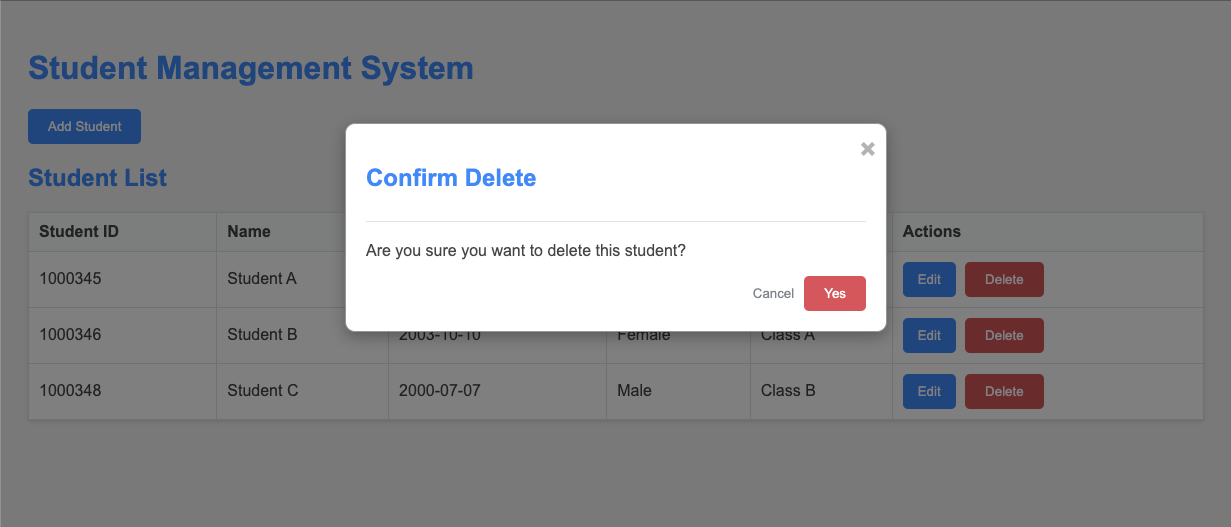 Student Management System
Add Student
Student List
Student ID Name Actions
1000345 Student A Edit Delete
1000346 Student B 2003-10-10 Female Class A Edit Delete
1000348 Student C 2000-07-07 Male Class B Edit Delete
✖
Confirm Delete
Are you sure you want to delete this student?
Cancel Yes